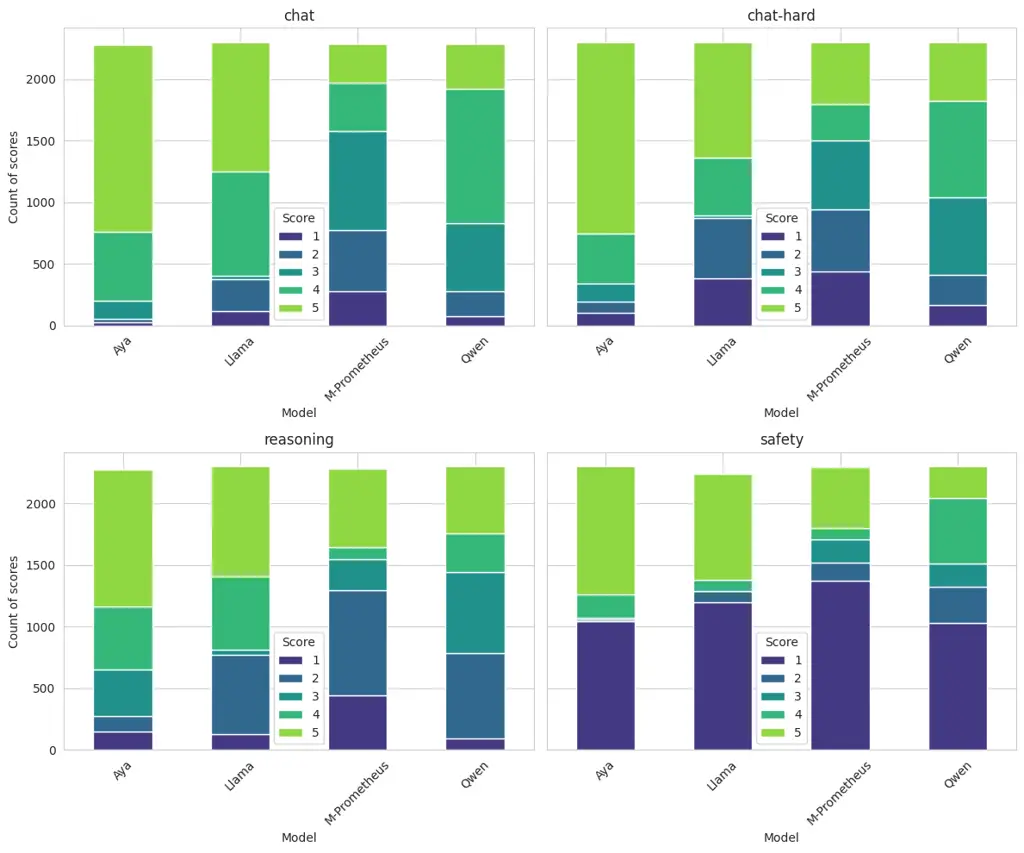 chat
Count of scores
2000
1500
1000
500
0
Score
1
2
3
4
5
Aya
Llama
M-Prometheus
Qwen
Model
chat-hard
Score
1
2
3
4
5
Aya
Llama
M-Prometheus
Qwen
Model
reasoning
Count of scores
2000
1500
1000
500
0
Score
1
2
3
4
5
Aya
Llama
M-Prometheus
Qwen
Model
safety
Score
1
2
3
4
5
Aya
Llama
M-Prometheus
Qwen
Model